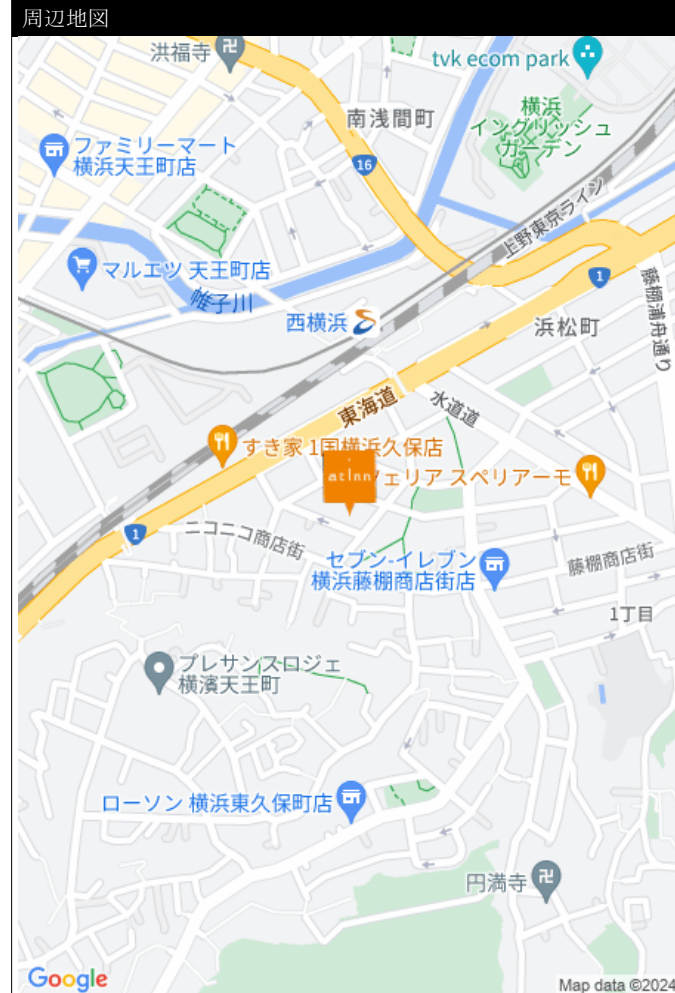 周辺地図
洪福寺
tvk ecom park
南浅間町
横浜
イングリッシュ
ガーデン
ファミリーマート
横浜天王町店
16
上野東京ライン
マルエツ 天王町店
1
帷子川
藤棚浦舟通り
西横浜
浜松町
東海道
水道道
すき家 1国横浜久保店
at Inn
ェリア スペリアーモ
1
ニコニコ商店街
セブン-イレブン
横浜藤棚商店街店
藤棚商店街
1丁目
プレサンスロジェ
横濱天王町
ローソン 横浜東久保町店
円満寺
Google
Map data ©2024